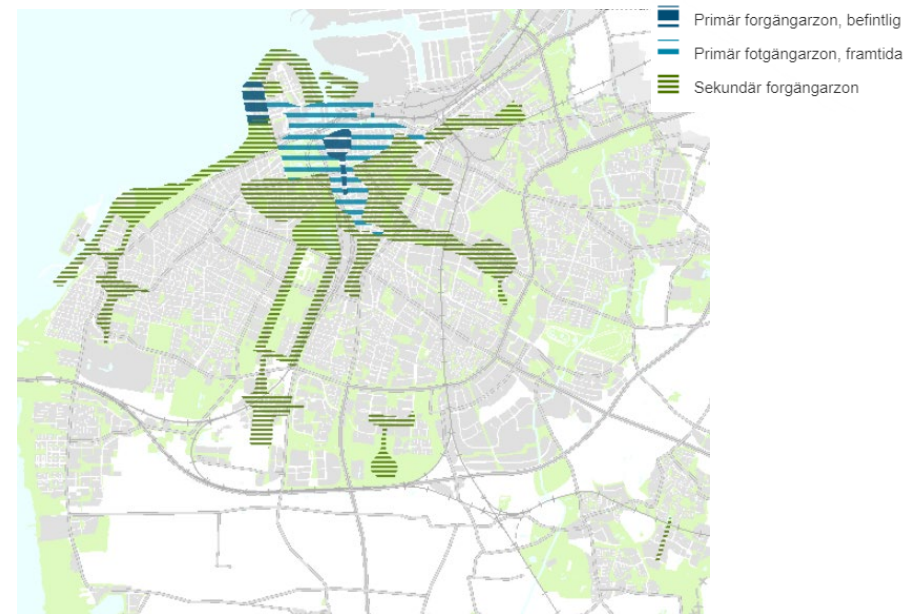 Primär forgängarzon, befintlig
Primär fotgängarzon, framtida
Sekundär forgängarzon